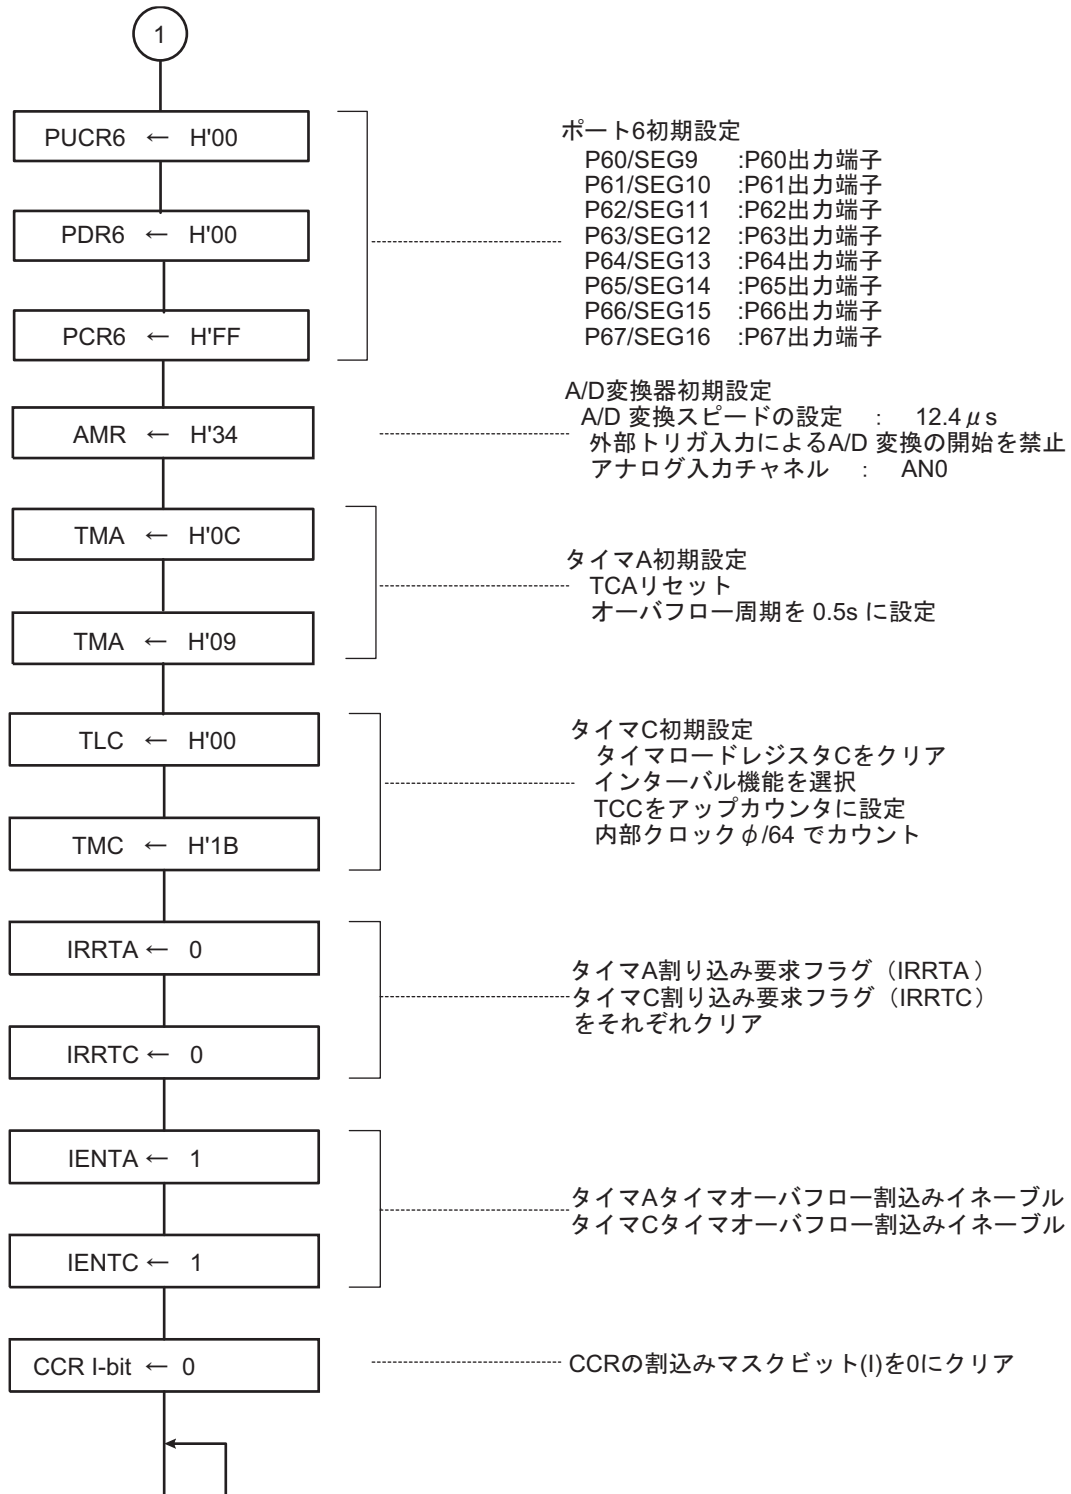 1
PUCR6 ← H'00
PDR6 ← H'00
PCR6 ← H'FF
ポート6初期設定
P60/SEG9 :P60出力端子
P61/SEG10 :P61出力端子
P62/SEG11 :P62出力端子
P63/SEG12 :P63出力端子
P64/SEG13 :P64出力端子
P65/SEG14 :P65出力端子
P66/SEG15 :P66出力端子
P67/SEG16 :P67出力端子
AMR ← H'34
A/D変換器初期設定
A/D 変換スピードの設定 : 12.4μs
外部トリガ入力によるA/D 変換の開始を禁止
アナログ入力チャネル : AN0
TMA ← H'0C
TMA ← H'09
タイマA初期設定
TCAリセット
オーバフロー周期を 0.5s に設定
TLC ← H'00
TMC ← H'1B
タイマC初期設定
タイマロードレジスタCをクリア
インターバル機能を選択
TCCをアップカウンタに設定
内部クロックφ/64 でカウント
IRRTA ← 0
IRRTC ← 0
タイマA割り込み要求フラグ（IRRTA）
タイマC割り込み要求フラグ（IRRTC）
をそれぞれクリア
IENTA ← 1
IENTC ← 1
タイマAタイマオーバフロー割込みイネーブル
タイマCタイマオーバフロー割込みイネーブル
CCR I-bit ← 0
CCRの割込みマスクビット(I)を0にクリア